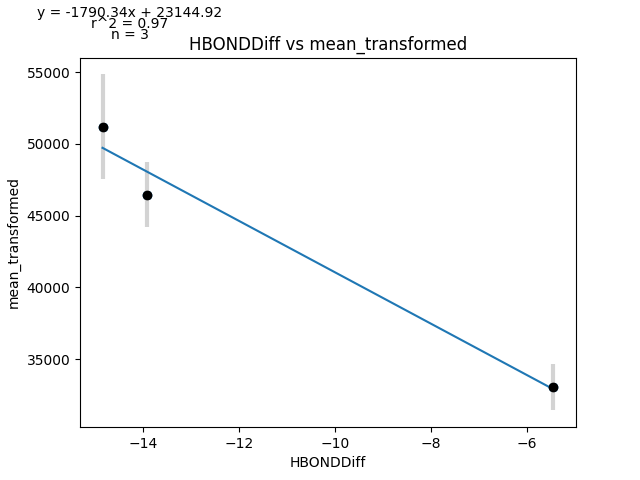 y = -1790.34x + 23144.92
r^2 = 0.97
n = 3
HBONDDiff vs mean_transformed
55000
50000
45000
40000
35000
mean_transformed
−14
−12
−10
−8
−6
HBONDDiff